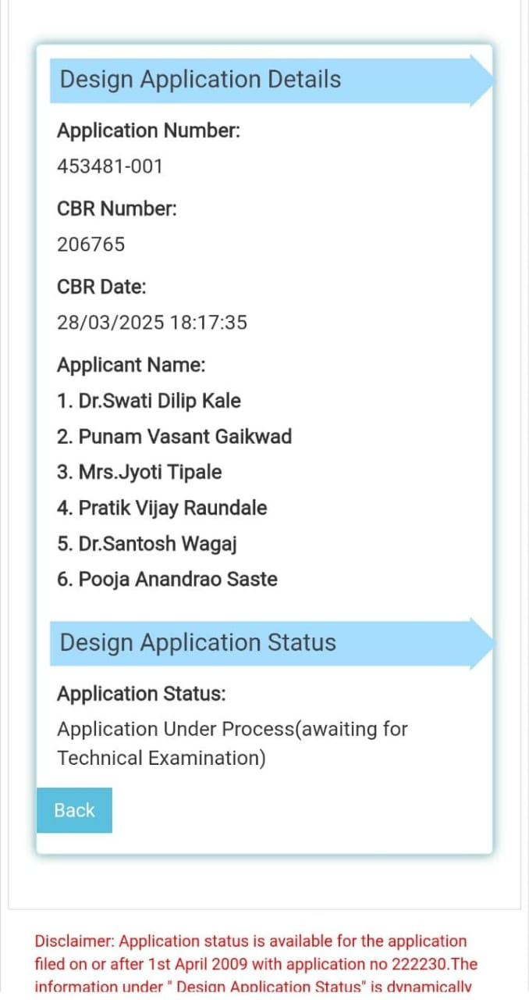 Design Application Details
Application Number:
453481-001
CBR Number:
206765
CBR Date:
28/03/2025 18:17:35
Applicant Name:
1. Dr.Swati Dilip Kale
2. Punam Vasant Gaikwad
3. Mrs.Jyoti Tipale
4. Pratik Vijay Raundale
5. Dr.Santosh Wagaj
6. Pooja Anandrao Saste
Design Application Status
Application Status:
Application Under Process(awaiting for
Technical Examination)
Back
Disclaimer: Application status is available for the application
filed on or after 1st April 2009 with application no 222230.The
information under " Design Application Status" is dynamically